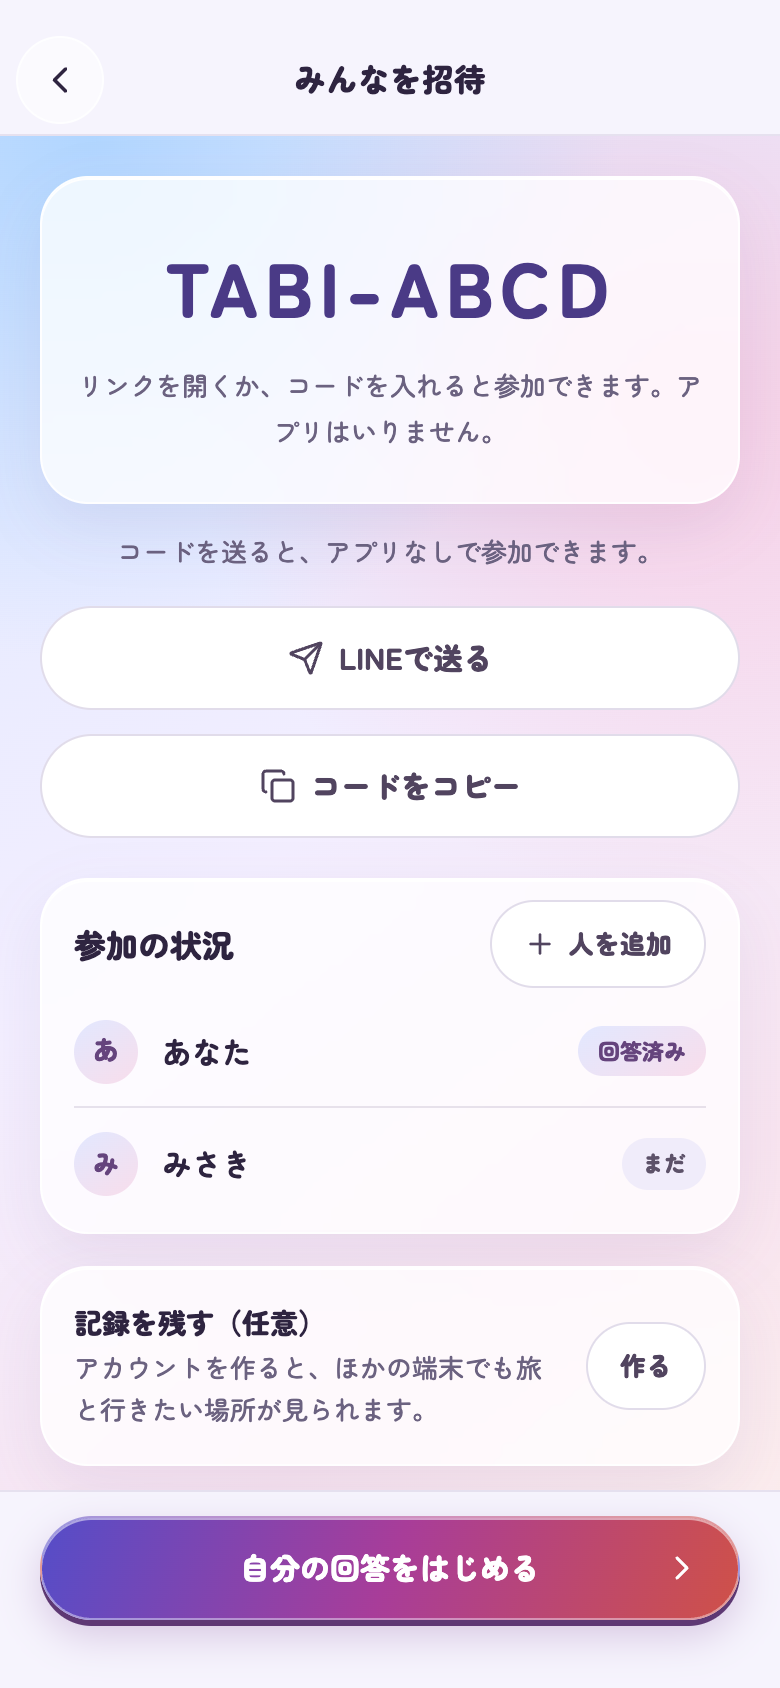 みんなを招待
TABI-ABCD
リンクを開くか、コードを入れると参加できます。ア
プリはいりません。
コードを送ると、アプリなしで参加できます。
LINEで送る
コードをコピー
参加の状況
人を追加
あ
あなた
回答済み
み
みさき
まだ
記録を残す（任意）
アカウントを作ると、ほかの端末でも旅
と行きたい場所が見られます。
作る
自分の回答をはじめる